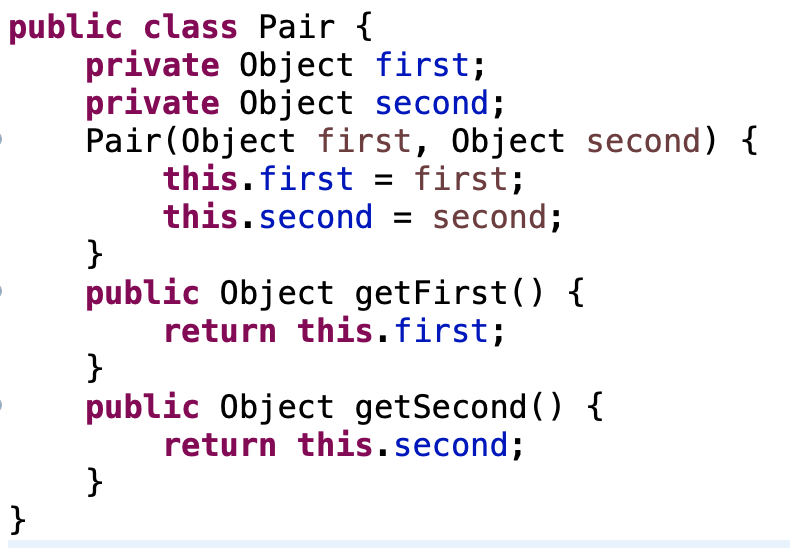 public class Pair {
    private Object first;
    private Object second;
    Pair(Object first, Object second) {
        this.first = first;
        this.second = second;
    }
    public Object getFirst() {
        return this.first;
    }
    public Object getSecond() {
        return this.second;
    }
}